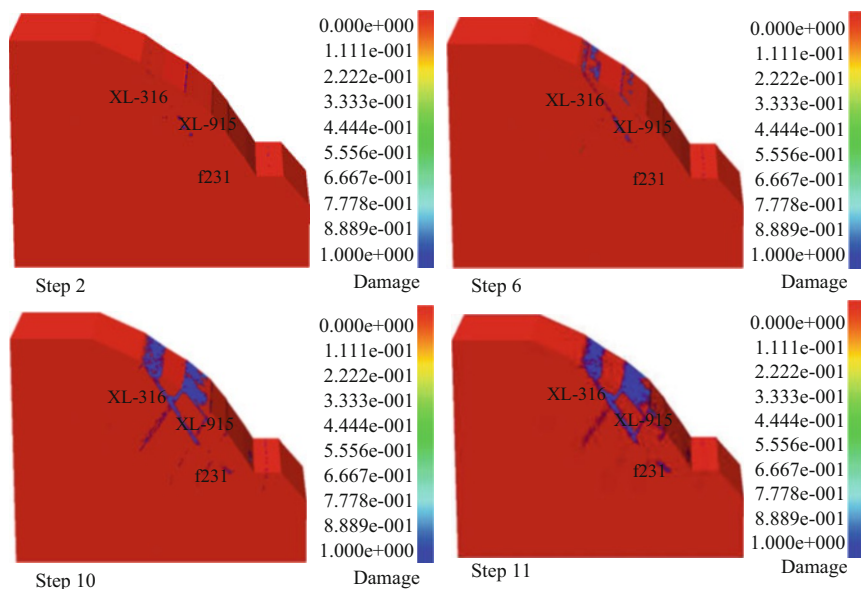 0.000e+000
1.111e-001
2.222e-001
3.333e-001
4.444e-001
5.556e-001
6.667e-001
7.778e-001
8.889e-001
1.000e+000
Damage
XL-316
XL-915
f231
Step 2
0.000e+000
1.111e-001
2.222e-001
3.333e-001
4.444e-001
5.556e-001
6.667e-001
7.778e-001
8.889e-001
1.000e+000
Damage
XL-316
XL-915
f231
Step 6
0.000e+000
1.111e-001
2.222e-001
3.333e-001
4.444e-001
5.556e-001
6.667e-001
7.778e-001
8.889e-001
1.000e+000
Damage
XL-316
XL-915
f231
Step 10
0.000e+000
1.111e-001
2.222e-001
3.333e-001
4.444e-001
5.556e-001
6.667e-001
7.778e-001
8.889e-001
1.000e+000
Damage
XL-316
XL-915
f231
Step 11